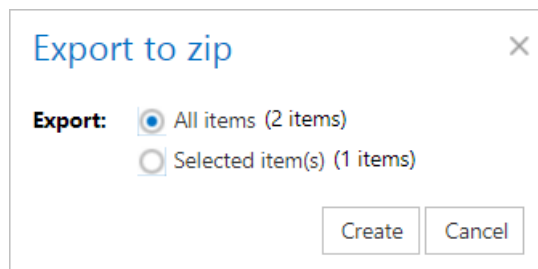 Export to zip
Export: All items (2 items)
Selected item(s) (1 items)
Create Cancel